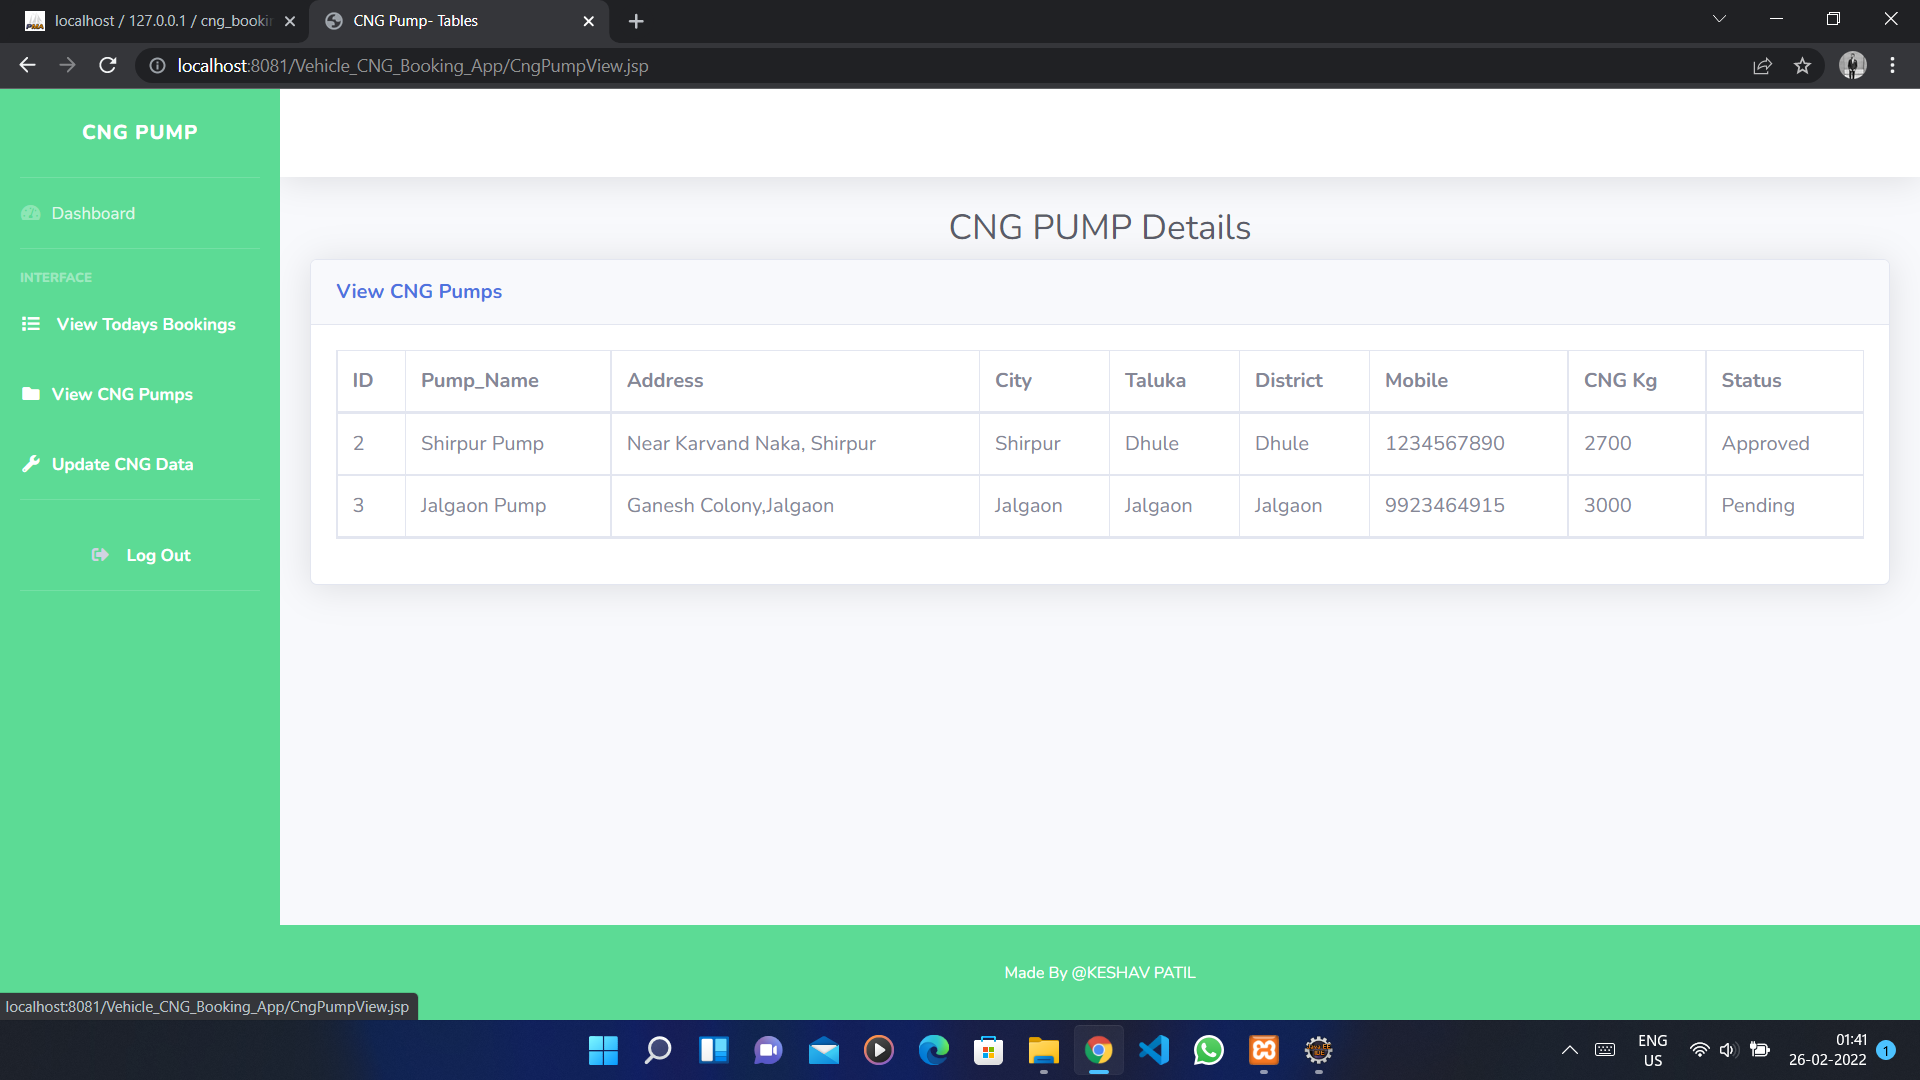 localhost / 127.0.0.1 / cng_bookin
CNG Pump- Tables
localhost:8081/Vehicle_CNG_Booking_App/CngPumpView.jsp
CNG PUMP
Dashboard
INTERFACE
View Todays Bookings
View CNG Pumps
Update CNG Data
Log Out
CNG PUMP Details
View CNG Pumps
ID Pump_Name Address City Taluka District Mobile CNG Kg Status
2 Shirpur Pump Near Karvand Naka, Shirpur Shirpur Dhule Dhule 1234567890 2700 Approved
3 Jalgaon Pump Ganesh Colony,Jalgaon Jalgaon Jalgaon Jalgaon 9923464915 3000 Pending
Made By @KESHAV PATIL
localhost:8081/Vehicle_CNG_Booking_App/CngPumpView.jsp
ENG
US
01:41
26-02-2022
1